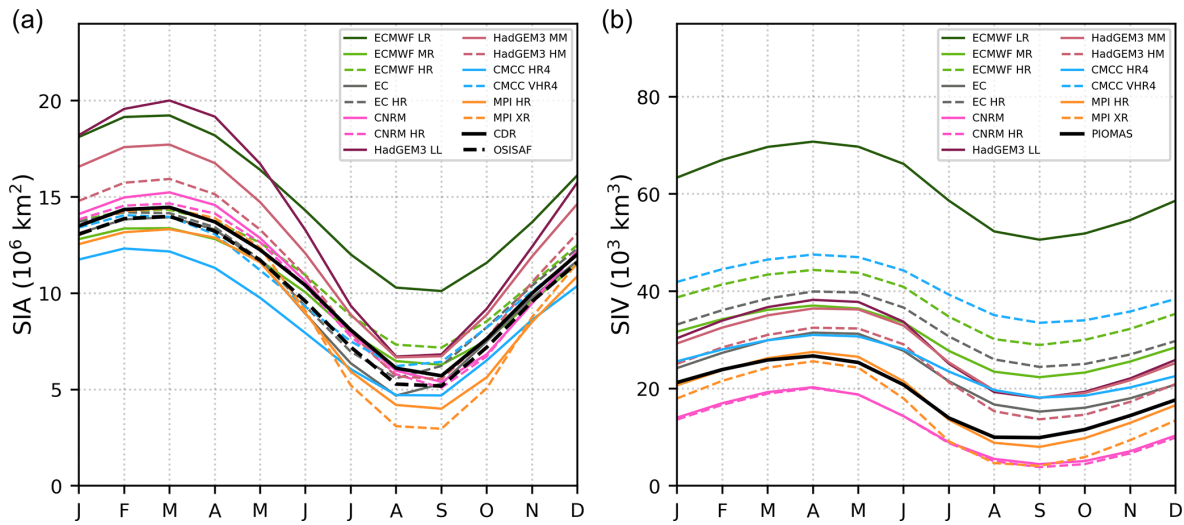 (a)
SIA (10⁶ km²)
20
15
10
5
0
J F M A M J J A S O N D
ECMWF LR
ECMWF MR
ECMWF HR
EC
EC HR
CNRM
CNRM HR
HadGEM3 LL
HadGEM3 MM
HadGEM3 HM
CMCC HR4
CMCC VHR4
MPI HR
MPI XR
CDR
OSISAF
(b)
SIV (10³ km³)
80
60
40
20
0
J F M A M J J A S O N D
ECMWF LR
ECMWF MR
ECMWF HR
EC
EC HR
CNRM
CNRM HR
HadGEM3 LL
HadGEM3 MM
HadGEM3 HM
CMCC HR4
CMCC VHR4
MPI HR
MPI XR
PIOMAS